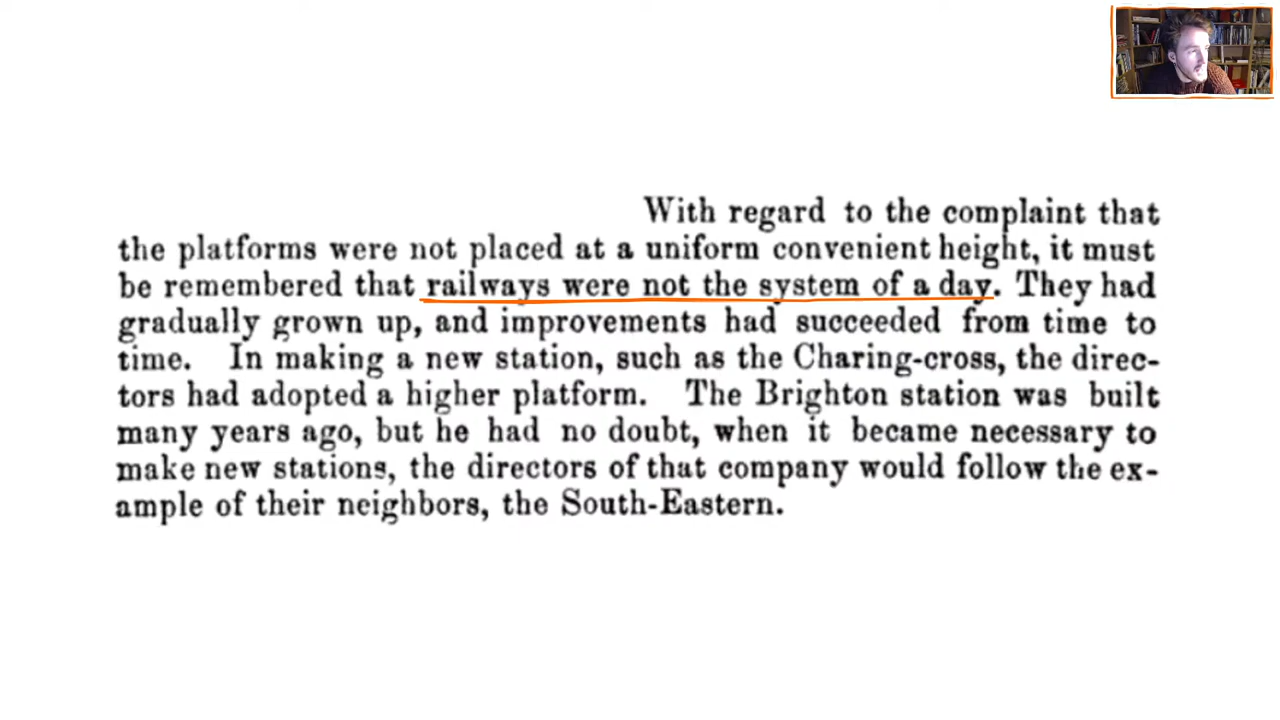 With regard to the complaint that
the platforms were not placed at a uniform convenient height, it must
be remembered that railways were not the system of a day. They had
gradually grown up, and improvements had succeeded from time to
time. In making a new station, such as the Charing-cross, the direc-
tors had adopted a higher platform. The Brighton station was built
many years ago, but he had no doubt, when it became necessary to
make new stations, the directors of that company would follow the ex-
ample of their neighbors, the South-Eastern.